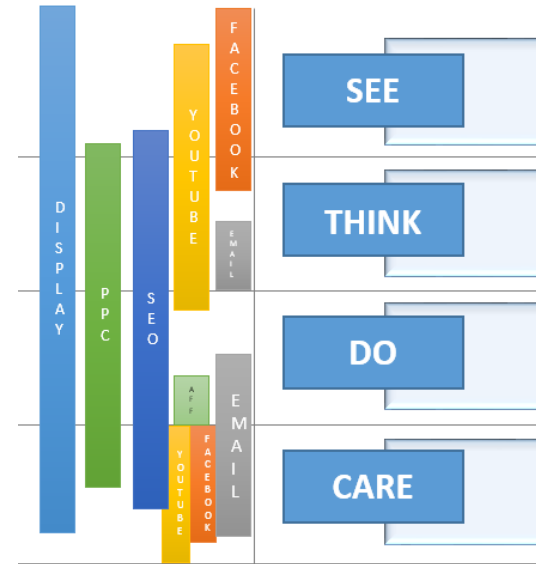 DISPLAY
PPC
SEO
YOUTUBE
FACEBOOK
EMAIL
AFF
YOUTUBE
FACEBOOK
EMAIL
SEE
THINK
DO
CARE